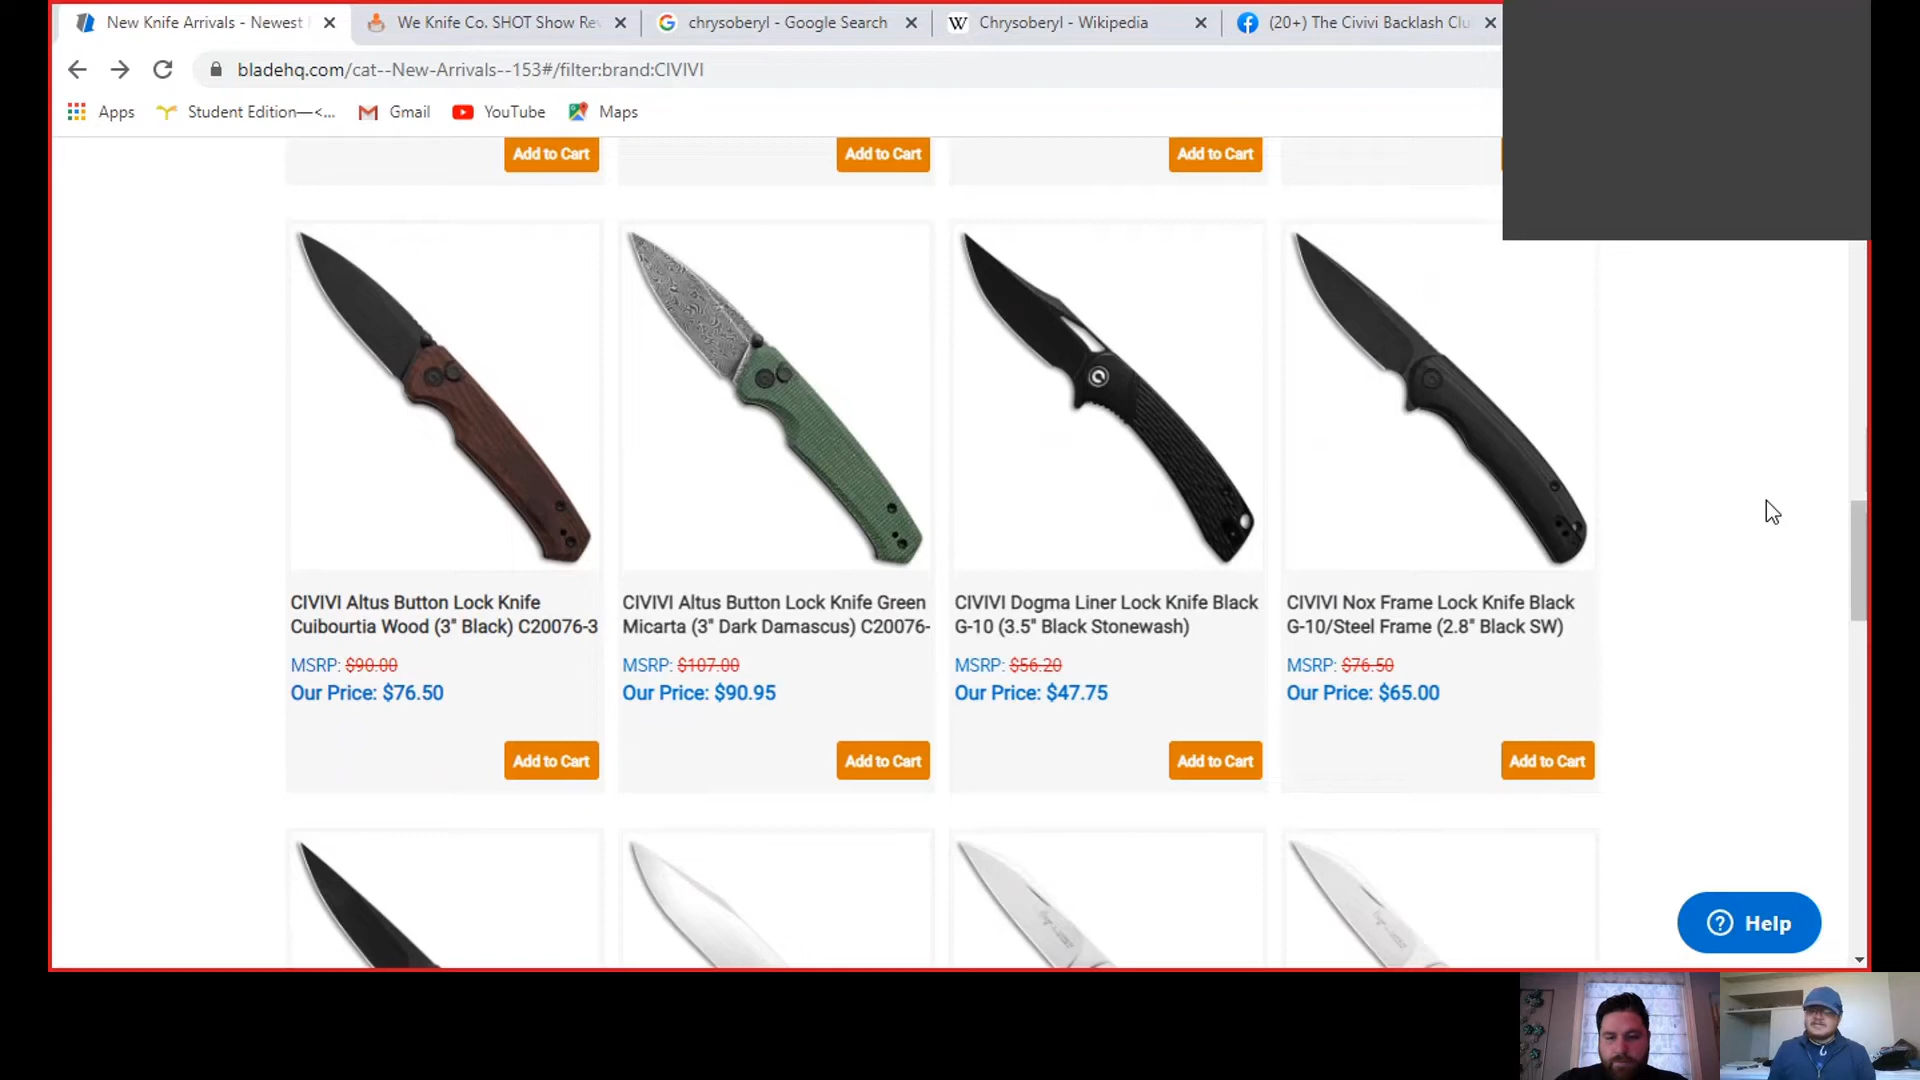 New Knife Arrivals - Newest
We Knife Co. SHOT Show Re
chrysoberyl - Google Search
Chrysoberyl - Wikipedia
(20+) The Civivi Backlash Clu
bladehq.com/cat--New-Arrivals--153#/filter:brand:CIVIVI
Apps
Student Edition—<...
Gmail
YouTube
Maps
Add to Cart
Add to Cart
Add to Cart
CIVIVI Altus Button Lock Knife
Cuibourtia Wood (3" Black) C20076-3
MSRP: $90.00
Our Price: $76.50
Add to Cart
CIVIVI Altus Button Lock Knife Green
Micarta (3" Dark Damascus) C20076-
MSRP: $107.00
Our Price: $90.95
Add to Cart
CIVIVI Dogma Liner Lock Knife Black
G-10 (3.5" Black Stonewash)
MSRP: $56.20
Our Price: $47.75
Add to Cart
CIVIVI Nox Frame Lock Knife Black
G-10/Steel Frame (2.8" Black SW)
MSRP: $76.50
Our Price: $65.00
Add to Cart
Help